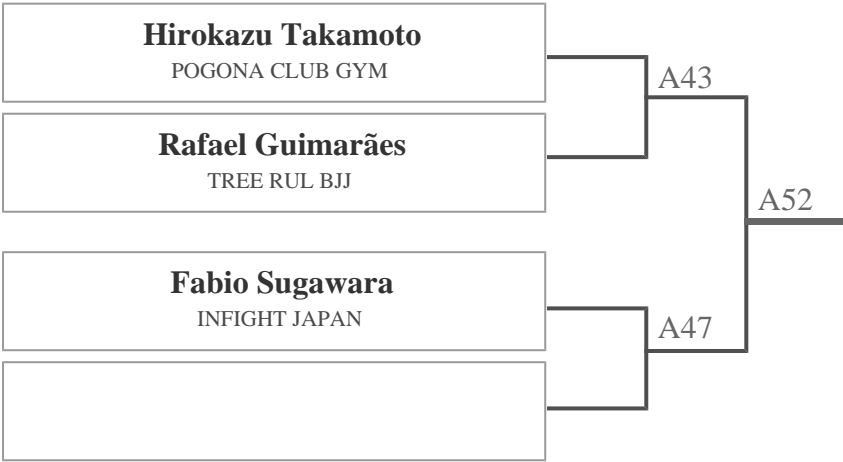 Hirokazu Takamoto
POGONA CLUB GYM
A43
Rafael Guimarães
TREE RUL BJJ
A52
Fabio Sugawara
INFIGHT JAPAN
A47